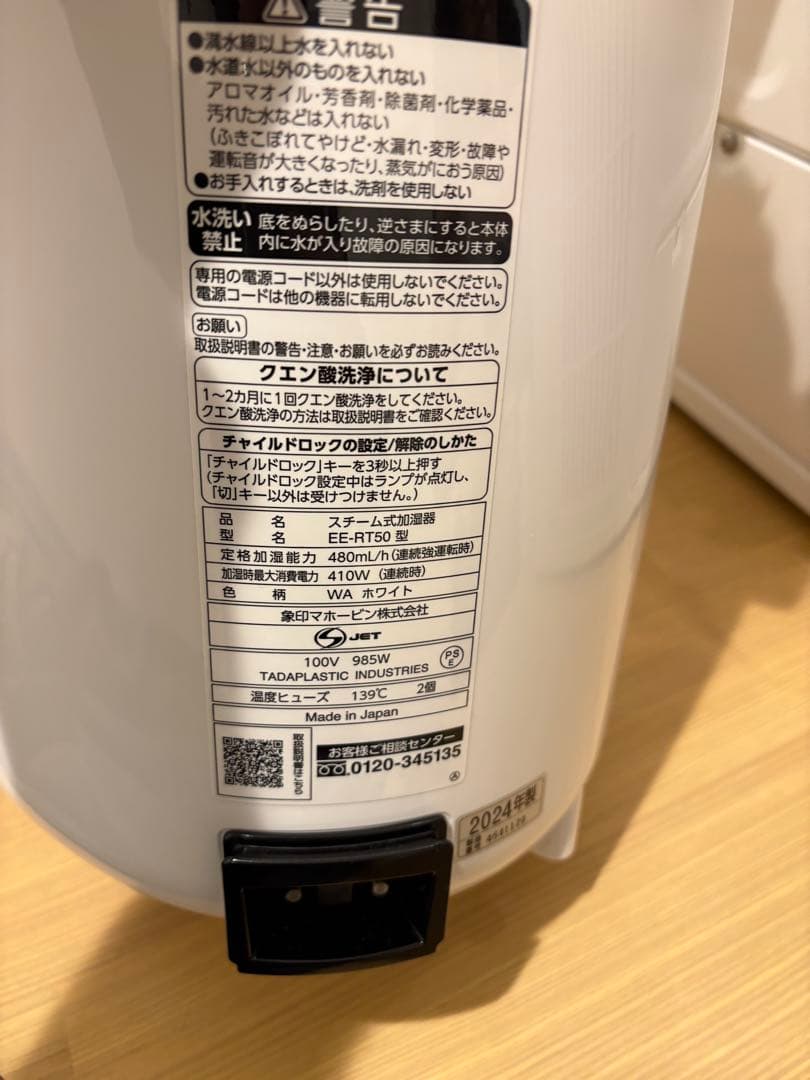 警告
●満水線以上水を入れない
●水道水以外のものを入れない
アロマオイル・芳香剤・除菌剤・化学薬品・
汚れた水などは入れない
(ふきこぼれてやけど・水漏れ・変形・故障や
運転音が大きくなったり、蒸気がにおう原因)
●お手入れするときは、洗剤を使用しない
水洗い禁止 底をぬらしたり、逆さまにすると本体
内に水が入り故障の原因になります。
専用の電源コード以外は使用しないでください。
電源コードは他の機器に転用しないでください。
お願い
取扱説明書の警告・注意・お願いを必ずお読みください。
クエン酸洗浄について
1〜2カ月に1回クエン酸洗浄をしてください。
クエン酸洗浄の方法は取扱説明書をご確認ください。
チャイルドロックの設定/解除のしかた
「チャイルドロック」キーを3秒以上押す
(チャイルドロック設定中はランプが点灯し、
「切」キー以外は受けつけません。)
品名 スチーム式加湿器
型名 EE-RT50 型
定格加湿能力 480mL/h(連続強運転時)
加湿時最大消費電力 410W(連続時)
色柄 WA ホワイト
象印マホービン株式会社
JET
100V 985W
TADAPLASTIC INDUSTRIES
PSE
温度ヒューズ 139℃ 2個
Made in Japan
取扱説明書はこちら
お客様ご相談センター
0120-345135
Ⓐ
2024年製